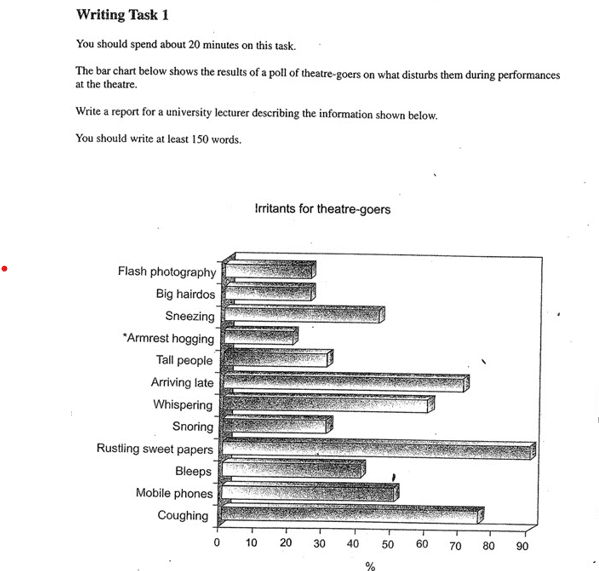 Writing Task 1
You should spend about 20 minutes on this task.
The bar chart below shows the results of a poll of theatre-goers on what disturbs them during performances
at the theatre.
Write a report for a university lecturer describing the information shown below.
You should write at least 150 words.
Irritants for theatre-goers
Flash photography
Big hairdos
Sneezing
*Armrest hogging
Tall people
Arriving late
Whispering
Snoring
Rustling sweet papers
Bleeps
Mobile phones
Coughing
0 10 20 30 40 50 60 70 80 90
%